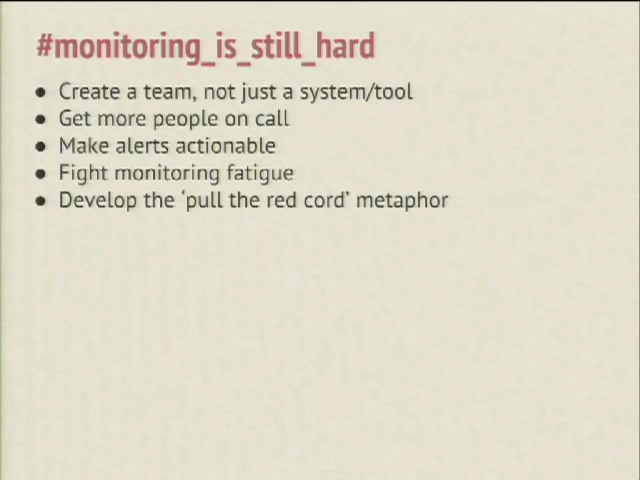 #monitoring_is_still_hard
● Create a team, not just a system/tool
● Get more people on call
● Make alerts actionable
● Fight monitoring fatigue
● Develop the ‘pull the red cord’ metaphor